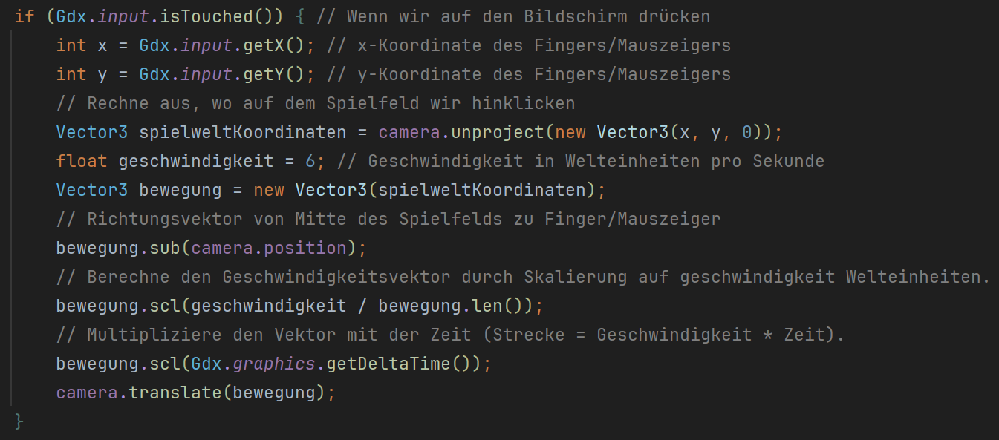 if (Gdx.input.isTouched()) { // Wenn wir auf den Bildschirm drücken
    int x = Gdx.input.getX(); // x-Koordinate des Fingers/Mauszeigers
    int y = Gdx.input.getY(); // y-Koordinate des Fingers/Mauszeigers
    // Rechne aus, wo auf dem Spielfeld wir hinklicken
    Vector3 spielweltKoordinaten = camera.unproject(new Vector3(x, y, 0));
    float geschwindigkeit = 6; // Geschwindigkeit in Welteinheiten pro Sekunde
    Vector3 bewegung = new Vector3(spielweltKoordinaten);
    // Richtungsvektor von Mitte des Spielfelds zu Finger/Mauszeiger
    bewegung.sub(camera.position);
    // Berechne den Geschwindigkeitsvektor durch Skalierung auf geschwindigkeit Welteinheiten.
    bewegung.scl(geschwindigkeit / bewegung.len());
    // Multipliziere den Vektor mit der Zeit (Strecke = Geschwindigkeit * Zeit).
    bewegung.scl(Gdx.graphics.getDeltaTime());
    camera.translate(bewegung);
}